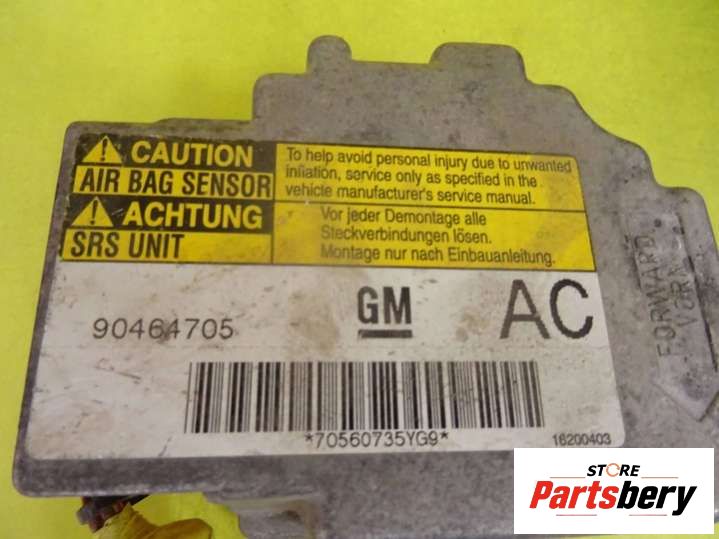 CAUTION
AIR BAG SENSOR
To help avoid personal injury due to unwanted
inflation, service only as specified in the
vehicle manufacturer's service manual.
ACHTUNG
SRS UNIT
Vor jeder Demontage alle
Steckverbindungen lösen.
Montage nur nach Einbauanleitung.
90464705
GM
AC
*70560735YG9*
16200403
FORWARD
VORN
STORE
Partsbery